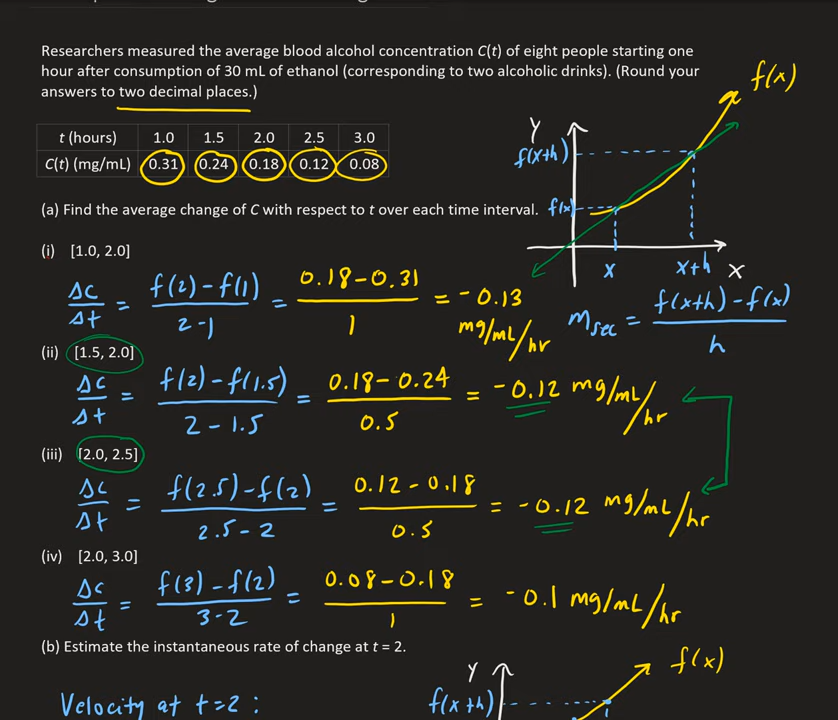 Researchers measured the average blood alcohol concentration C(t) of eight people starting one
hour after consumption of 30 mL of ethanol (corresponding to two alcoholic drinks). (Round your
answers to two decimal places.)
t (hours) 1.0 1.5 2.0 2.5 3.0
C(t) (mg/mL) 0.31 0.24 0.18 0.12 0.08
f(x)
Y
f(x+h)
f(x)
x x+h X
(a) Find the average change of C with respect to t over each time interval.
(i) [1.0, 2.0]
Δc/Δt = f(2)-f(1)/2-1 = 0.18-0.31/1 = -0.13 mg/mL/hr
m sec = f(x+h)-f(x)/h
(ii) [1.5, 2.0]
Δc/Δt = f(2)-f(1.5)/2-1.5 = 0.18-0.24/0.5 = -0.12 mg/mL/hr
(iii) [2.0, 2.5]
Δc/Δt = f(2.5)-f(2)/2.5-2 = 0.12-0.18/0.5 = -0.12 mg/mL/hr
(iv) [2.0, 3.0]
Δc/Δt = f(3)-f(2)/3-2 = 0.08-0.18/1 = -0.1 mg/mL/hr
(b) Estimate the instantaneous rate of change at t = 2.
Y f(x)
Velocity at t=2 : f(x+h)